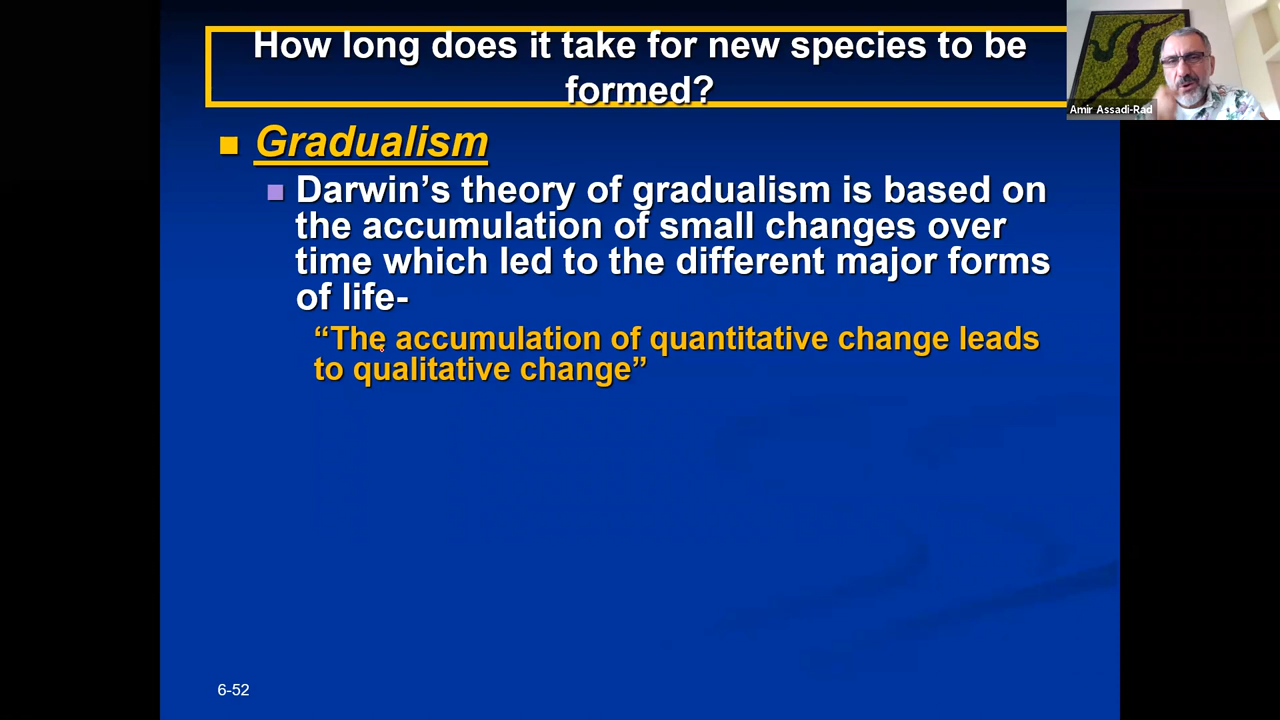 How long does it take for new species to be
formed?
Amir Assadi-Rad
Gradualism
Darwin’s theory of gradualism is based on
the accumulation of small changes over
time which led to the different major forms
of life-
“The accumulation of quantitative change leads
to qualitative change”
6-52